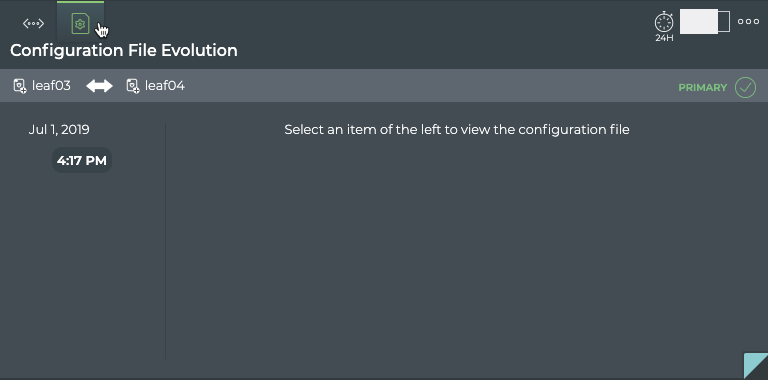 24H
Configuration File Evolution
leaf03 leaf04 PRIMARY
Jul 1, 2019
Select an item of the left to view the configuration file
4:17 PM